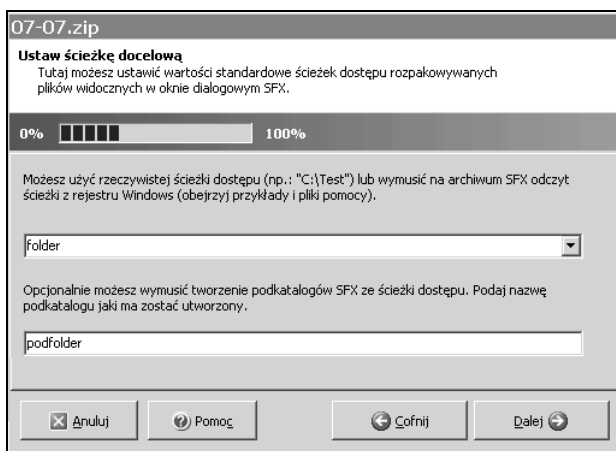 07-07.zip
Ustaw ścieżkę docelową
Tutaj możesz ustawić wartości standardowe ścieżek dostępu rozpakowywanych
plików widocznych w oknie dialogowym SFX.
0% 100%
Możesz użyć rzeczywistej ścieżki dostępu (np.: "C:\Test") lub wymusić na archiwum SFX odczyt
ścieżki z rejestru Windows (obejrzyj przykłady i pliki pomocy).
folder
Opcjonalnie możesz wymusić tworzenie podkatalogów SFX ze ścieżki dostępu. Podaj nazwę
podkatalogu jaki ma zostać utworzony.
podfolder
Anuluj Pomoc Cofnij Dalej